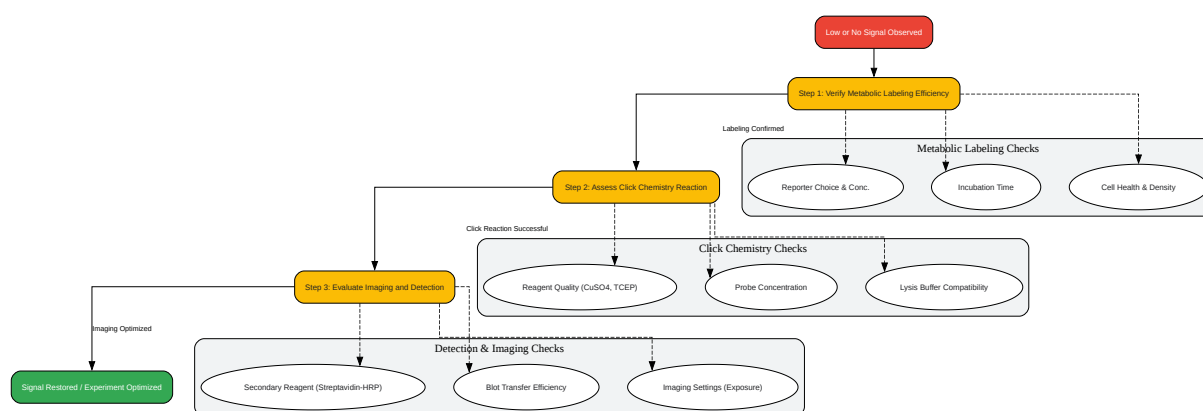 Low or No Signal Observed
Step 1: Verify Metabolic Labeling Efficiency
Labeling Confirmed
Metabolic Labeling Checks
Reporter Choice & Conc.
Incubation Time
Cell Health & Density
Step 2: Assess Click Chemistry Reaction
Click Reaction Successful
Click Chemistry Checks
Reagent Quality (CuSO4, TCEP)
Probe Concentration
Lysis Buffer Compatibility
Step 3: Evaluate Imaging and Detection
Imaging Optimized
Detection & Imaging Checks
Signal Restored / Experiment Optimized
Secondary Reagent (Streptavidin-HRP)
Blot Transfer Efficiency
Imaging Settings (Exposure)